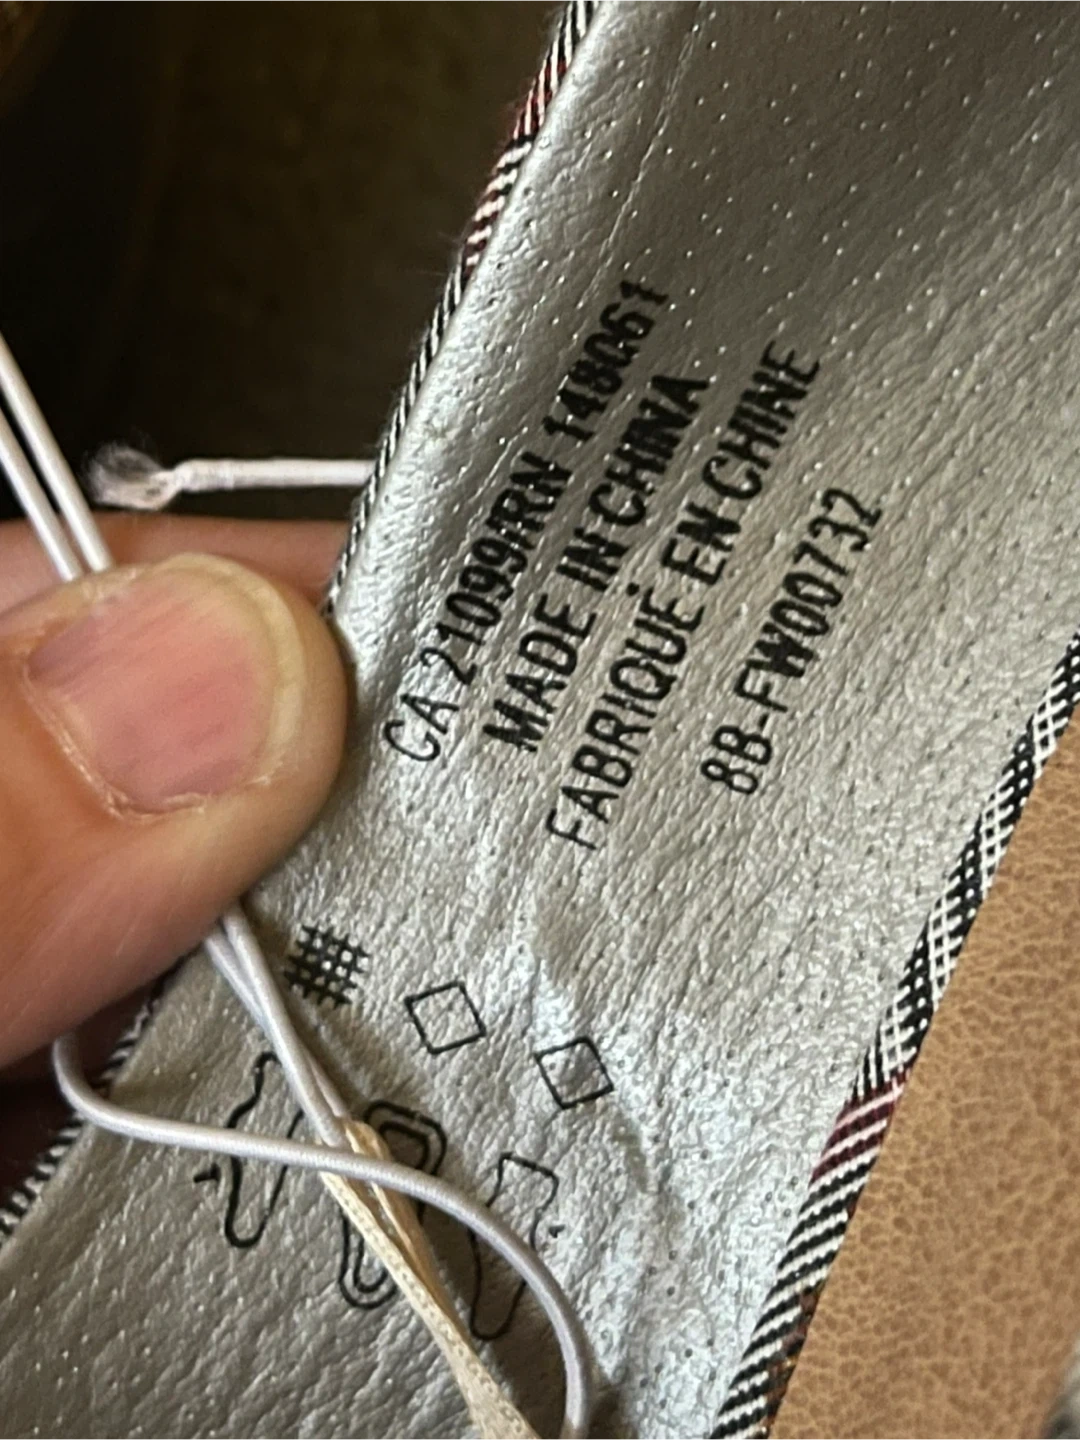 CA 21099/RN 148061
MADE IN CHINA
FABRIQUÉ EN CHINE
8B-FW00732